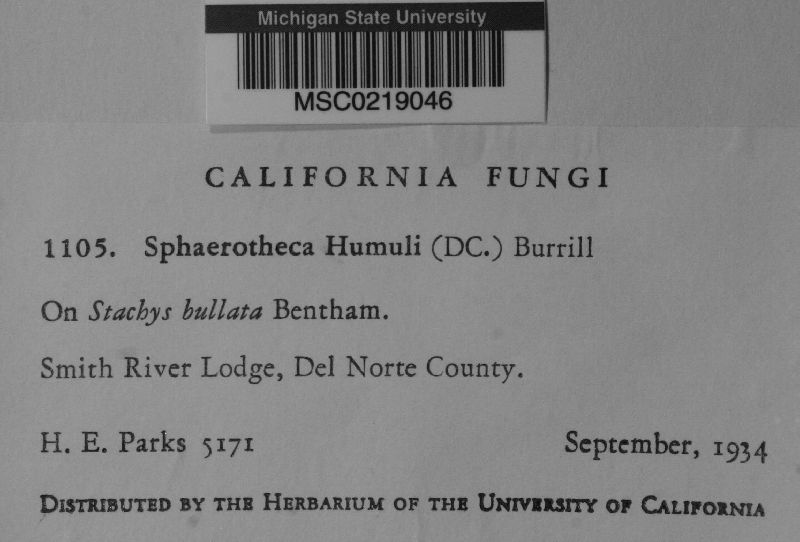 Michigan State University
MSC0219046
CALIFORNIA FUNGI
1105. Sphaerotheca Humuli (DC.) Burrill
On Stachys bullata Bentham.
Smith River Lodge, Del Norte County.
H. E. Parks 5171 September, 1934
DISTRIBUTED BY THE HERBARIUM OF THE UNIVERSITY OF CALIFORNIA